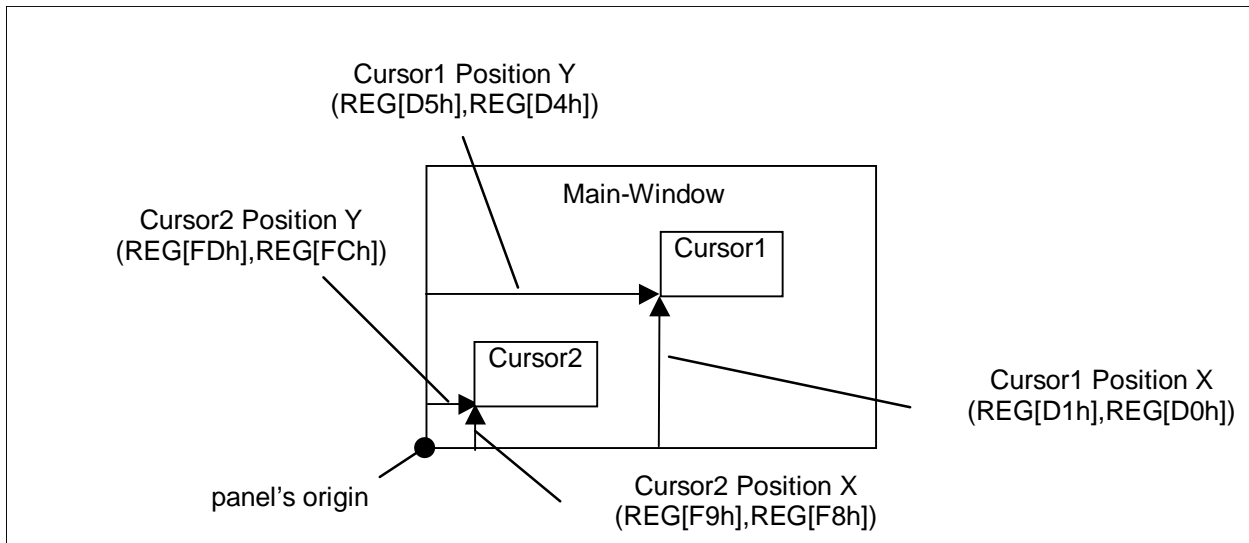 Cursor1 Position Y
(REG[D5h],REG[D4h])
Main-Window
Cursor2 Position Y
(REG[FDh],REG[FCh])
Cursor1
Cursor2
Cursor1 Position X
(REG[D1h],REG[D0h])
panel’s origin
Cursor2 Position X
(REG[F9h],REG[F8h])